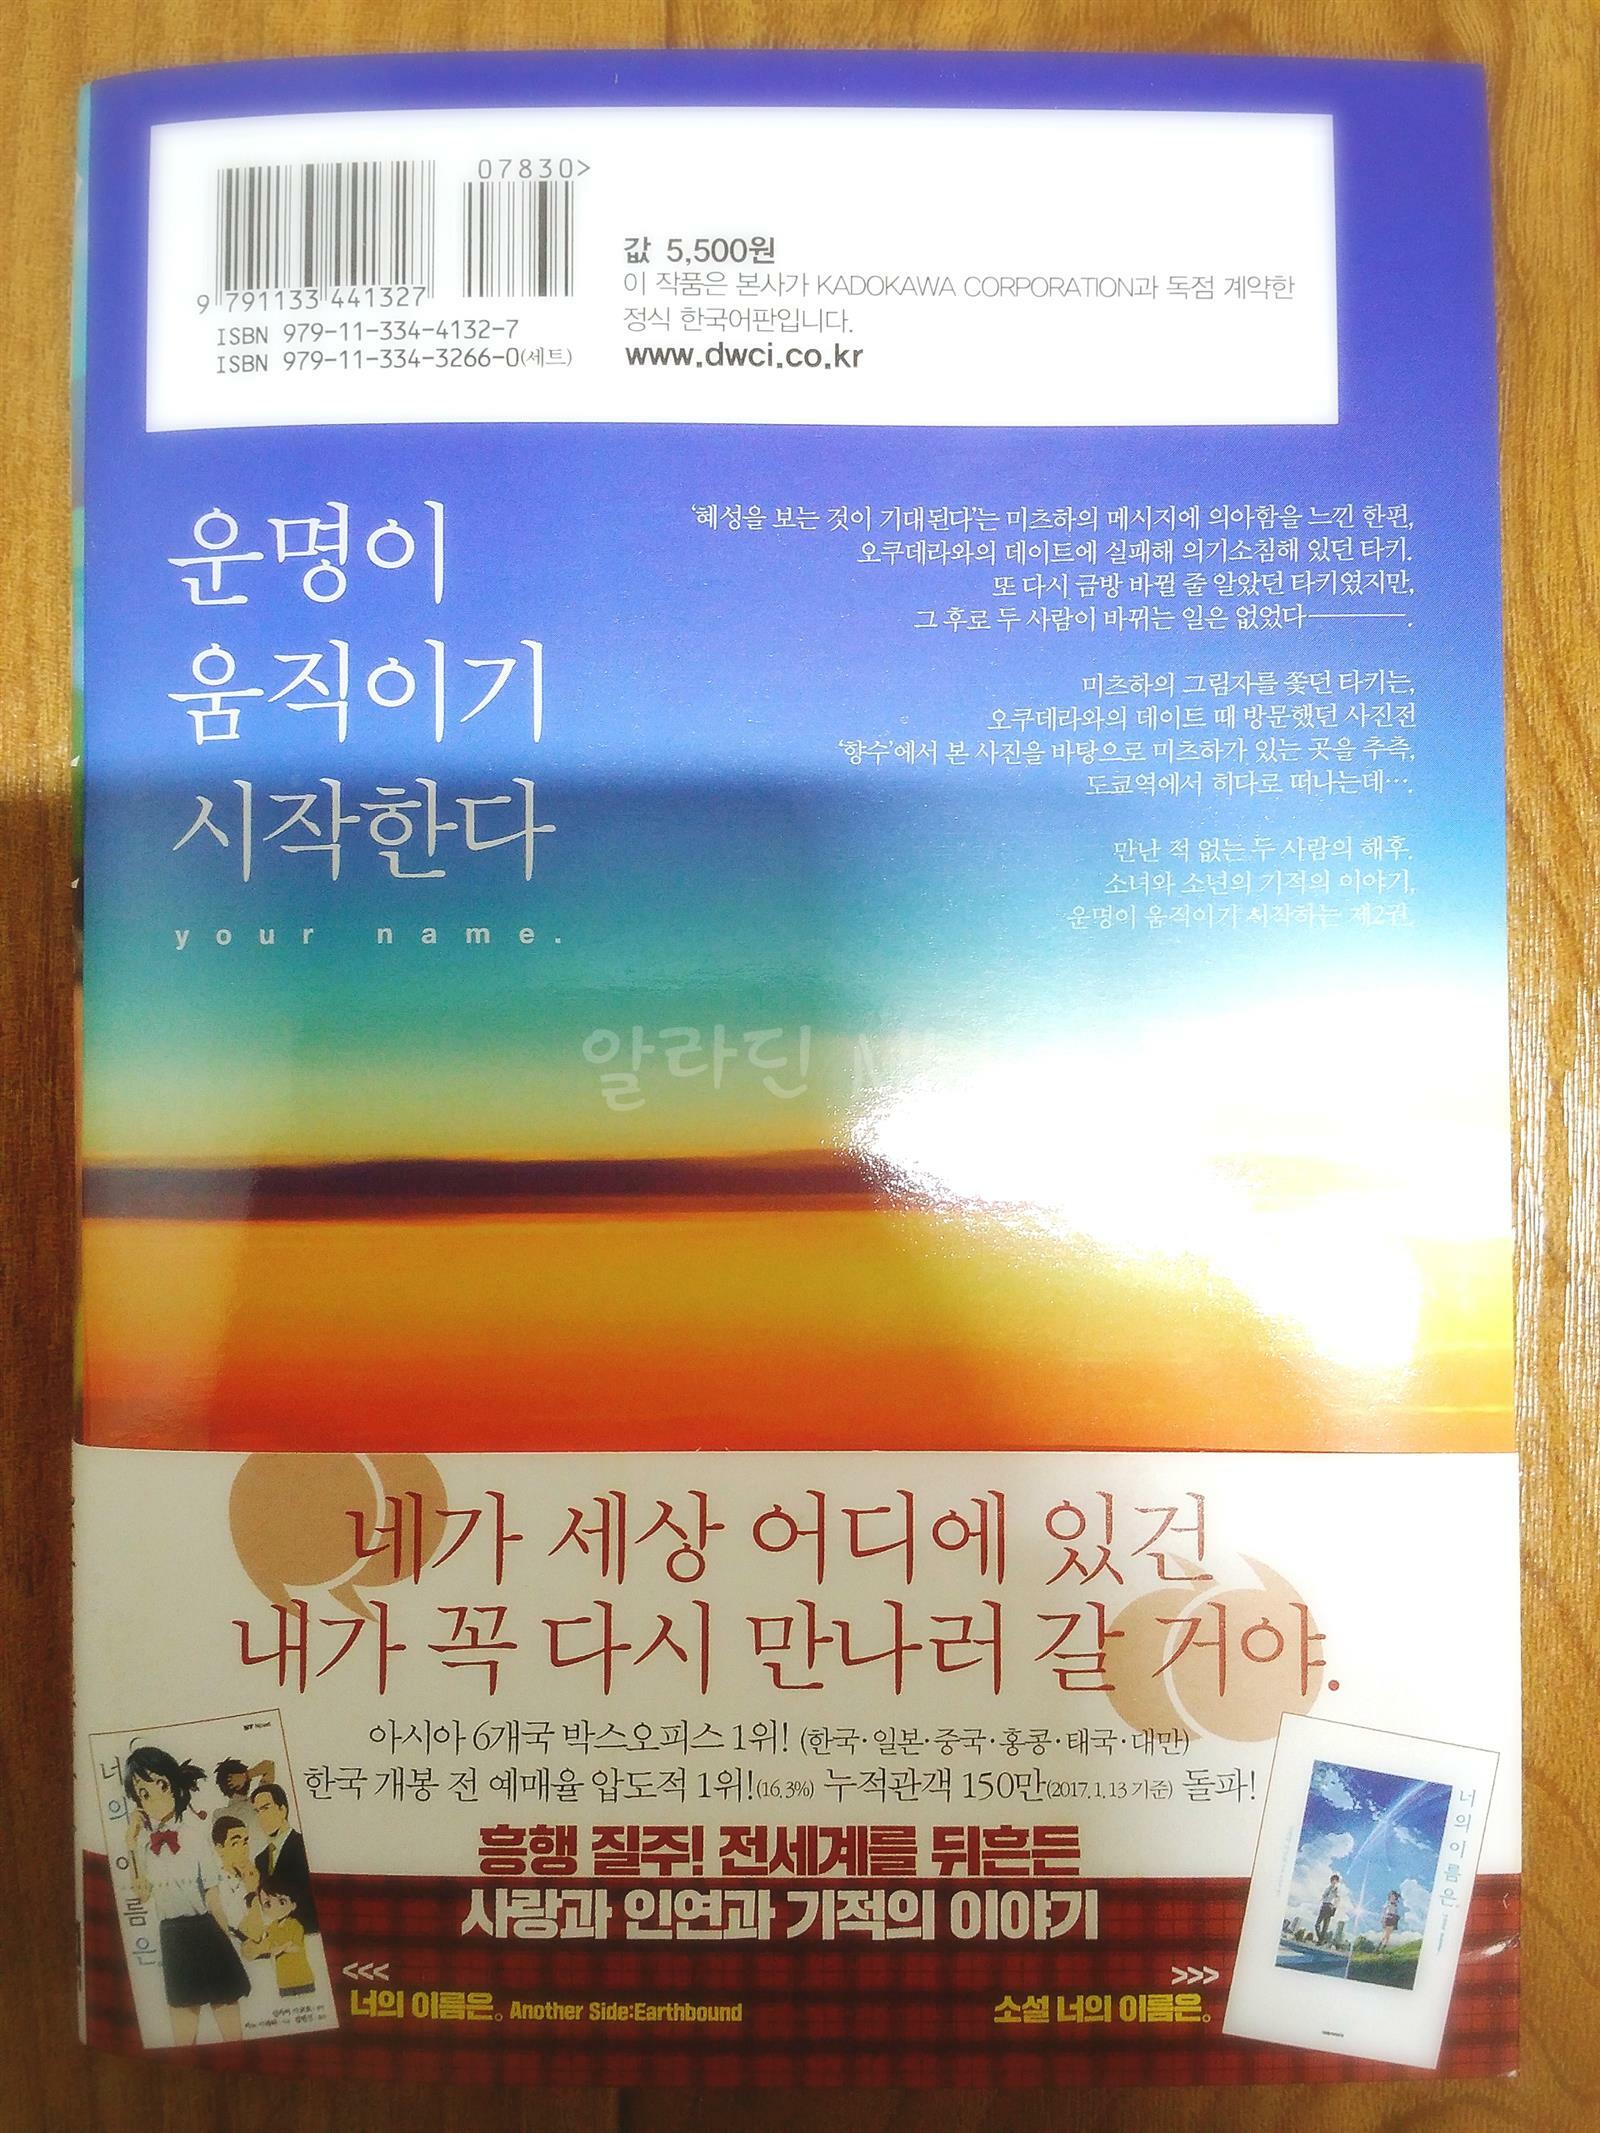 07830>
9 791133 441327
ISBN 979-11-334-4132-7
ISBN 979-11-334-3266-0(세트)
값 5,500원
이 작품은 본사가 KADOKAWA CORPORATION과 독점 계약한
정식 한국어판입니다.
www.dwci.co.kr
운명이
움직이기
시작한다
your name.
‘혜성을 보는 것이 기대된다’는 미츠하의 메시지에 의아함을 느낀 한편,
오쿠데라와의 데이트에 실패해 의기소침해 있던 타키.
또 다시 금방 바뀔 줄 알았던 타키였지만,
그 후로 두 사람이 바뀌는 일은 없었다――――.
미츠하의 그림자를 쫓던 타키는,
오쿠데라와의 데이트 때 방문했던 사진전
‘향수’에서 본 사진을 바탕으로 미츠하가 있는 곳을 추측,
도쿄역에서 히다로 떠나는데….
만난 적 없는 두 사람의 해후.
소녀와 소년의 기적의 이야기,
운명이 움직이기 시작하는 제2권.
알라딘
네가 세상 어디에 있건
내가 꼭 다시 만나러 갈 거야.
아시아 6개국 박스오피스 1위! (한국·일본·중국·홍콩·태국·대만)
한국 개봉 전 예매율 압도적 1위!(16.3%) 누적관객 150만(2017.1.13 기준) 돌파!
흥행 질주! 전세계를 뒤흔든
사랑과 인연과 기적의 이야기
<<<
너의 이름은。Another Side:Earthbound
>>>
소설 너의 이름은。
너의 이름은。
너의 이름은。